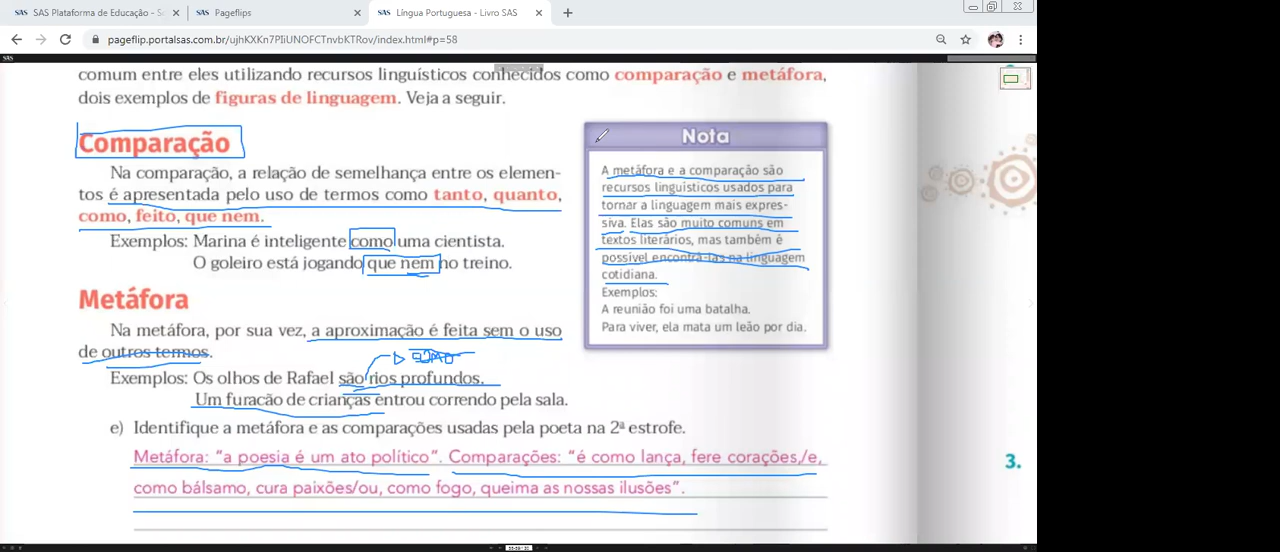 SAS Plataforma de Educação - Se
Pageflips
Língua Portuguesa - Livro SAS
pageflip.portalsas.com.br/ujhKXKn7PIiUNOFCTnvbKTRov/index.html#p=58
SAS
comum entre eles utilizando recursos linguísticos conhecidos como comparação e metáfora,
dois exemplos de figuras de linguagem. Veja a seguir.
Comparação
Na comparação, a relação de semelhança entre os elemen-
tos é apresentada pelo uso de termos como tanto, quanto,
como, feito, que nem.
Exemplos: Marina é inteligente como uma cientista.
O goleiro está jogando que nem no treino.
Metáfora
Na metáfora, por sua vez, a aproximação é feita sem o uso
de outros termos.
Exemplos: Os olhos de Rafael são rios profundos.
Um furacão de crianças entrou correndo pela sala.
Nota
A metáfora e a comparação são
recursos linguísticos usados para
tornar a linguagem mais expres-
siva. Elas são muito comuns em
textos literários, mas também é
possível encontrá-las na linguagem
cotidiana.
Exemplos:
A reunião foi uma batalha.
Para viver, ela mata um leão por dia.
e) Identifique a metáfora e as comparações usadas pela poeta na 2ª estrofe.
Metáfora: “a poesia é um ato político”. Comparações: “é como lança, fere corações,/e,
como bálsamo, cura paixões/ou, como fogo, queima as nossas ilusões”.
3.